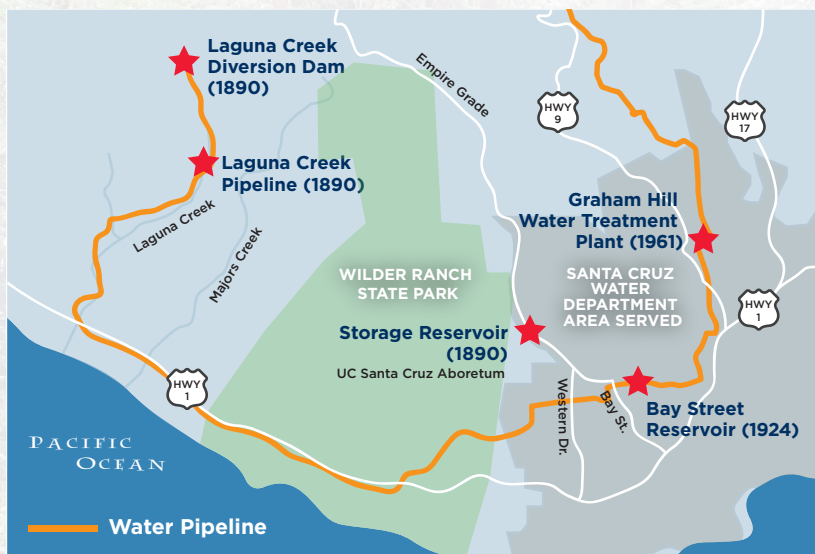 Laguna Creek
Diversion Dam
(1890)
Empire Grade
HWY
9
HWY
17
Laguna Creek
Pipeline (1890)
Laguna Creek
Majors Creek
Graham Hill
Water Treatment
Plant (1961)
WILDER RANCH
STATE PARK
SANTA CRUZ
WATER
DEPARTMENT
AREA SERVED
HWY
1
Storage Reservoir
(1890)
UC Santa Cruz Aboretum
HWY
1
Western Dr.
Bay St.
Bay Street
Reservoir (1924)
PACIFIC
OCEAN
Water Pipeline